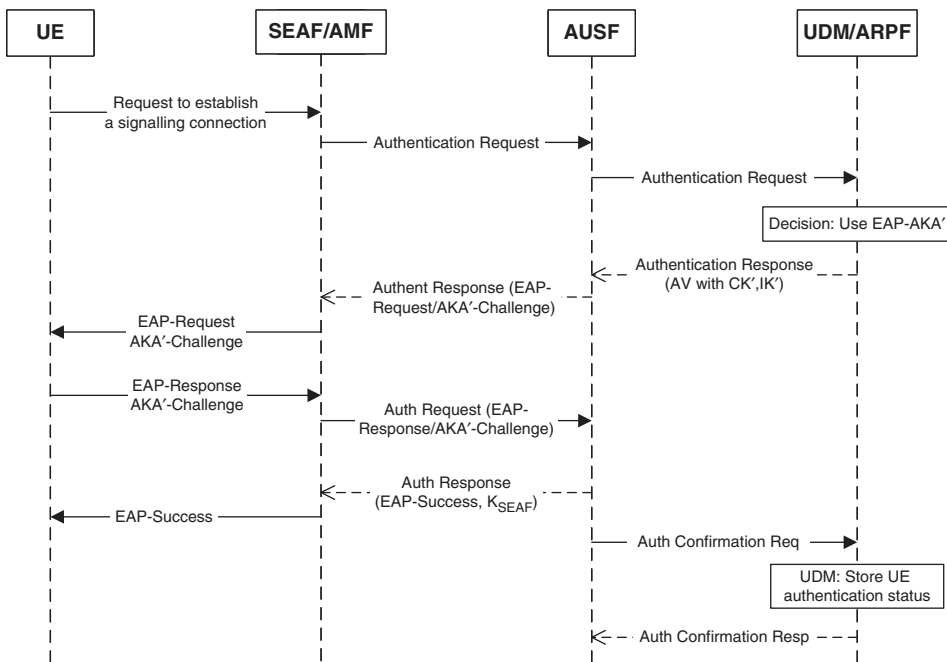 UE
SEAF/AMF
AUSF
UDM/ARPF
Request to establish
a signalling connection
Authentication Request
Authentication Request
Decision: Use EAP-AKA′
Authentication Response
(AV with CK′,IK′)
Authent Response (EAP-
Request/AKA′-Challenge)
EAP-Request
AKA′-Challenge
EAP-Response
AKA′-Challenge
Auth Request (EAP-
Response/AKA′-Challenge)
Auth Response
(EAP-Success, KSEAF)
EAP-Success
Auth Confirmation Req
UDM: Store UE
authentication status
Auth Confirmation Resp